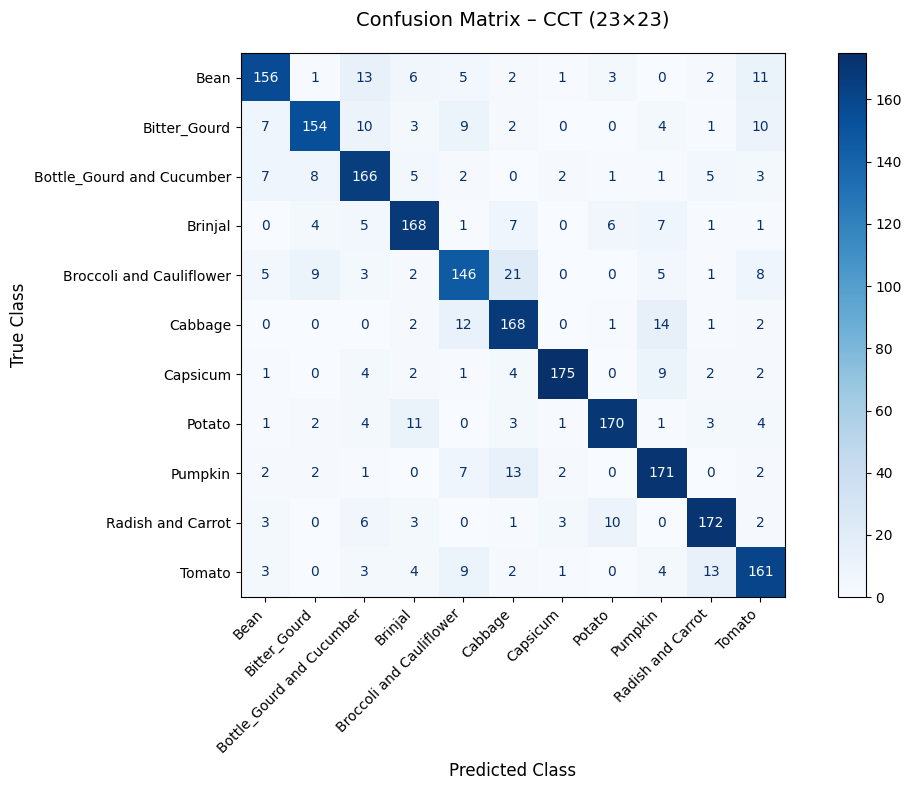 Confusion Matrix – CCT (23×23)
Bean 156 1 13 6 5 2 1 3 0 2 11
Bitter_Gourd 7 154 10 3 9 2 0 0 4 1 10
Bottle_Gourd and Cucumber 7 8 166 5 2 0 2 1 1 5 3
Brinjal 0 4 5 168 1 7 0 6 7 1 1
Broccoli and Cauliflower 5 9 3 2 146 21 0 0 5 1 8
Cabbage 0 0 0 2 12 168 0 1 14 1 2
Capsicum 1 0 4 2 1 4 175 0 9 2 2
Potato 1 2 4 11 0 3 1 170 1 3 4
Pumpkin 2 2 1 0 7 13 2 0 171 0 2
Radish and Carrot 3 0 6 3 0 1 3 10 0 172 2
Tomato 3 0 3 4 9 2 1 0 4 13 161
True Class
Bean
Bitter_Gourd
Bottle_Gourd and Cucumber
Brinjal
Broccoli and Cauliflower
Cabbage
Capsicum
Potato
Pumpkin
Radish and Carrot
Tomato
Predicted Class
160
140
120
100
80
60
40
20
0